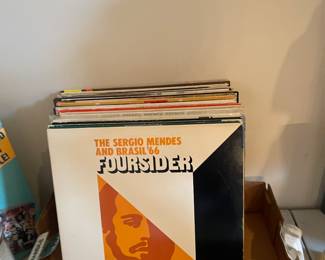 THE SERGIO MENDES
AND BRASIL '66
FOURSIDER